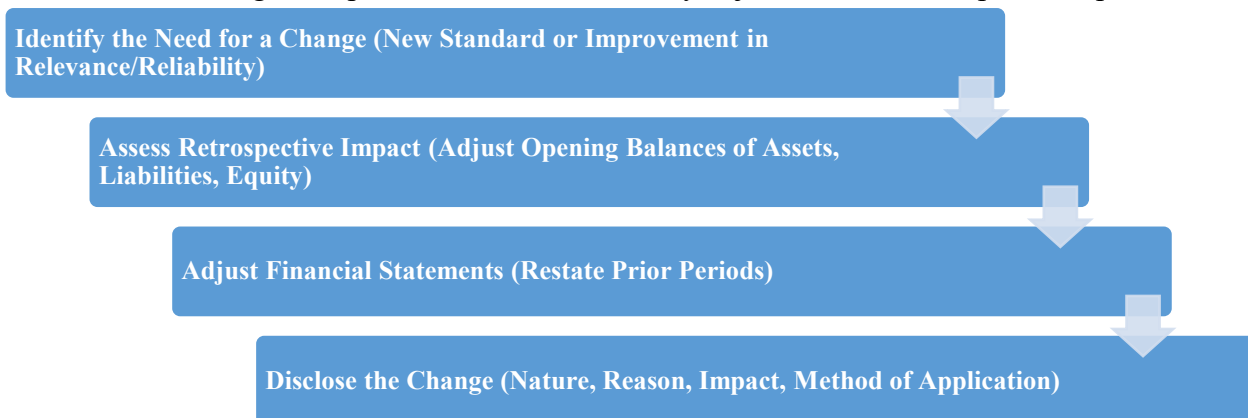 Identify the Need for a Change (New Standard or Improvement in
Relevance/Reliability)
Assess Retrospective Impact (Adjust Opening Balances of Assets,
Liabilities, Equity)
Adjust Financial Statements (Restate Prior Periods)
Disclose the Change (Nature, Reason, Impact, Method of Application)